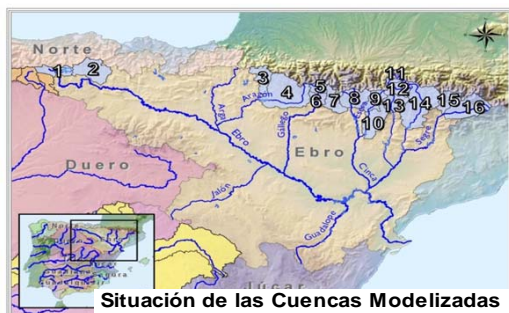 Norte
1
2
3
4
5
6
7
8
9
10
11
12
13
14
15
16
Arga
Aragón
Gállego
Ebro
Ebro
Cinca
Segre
Duero
Jalón
Guadalope
Júcar
Situación de las Cuencas Modelizadas